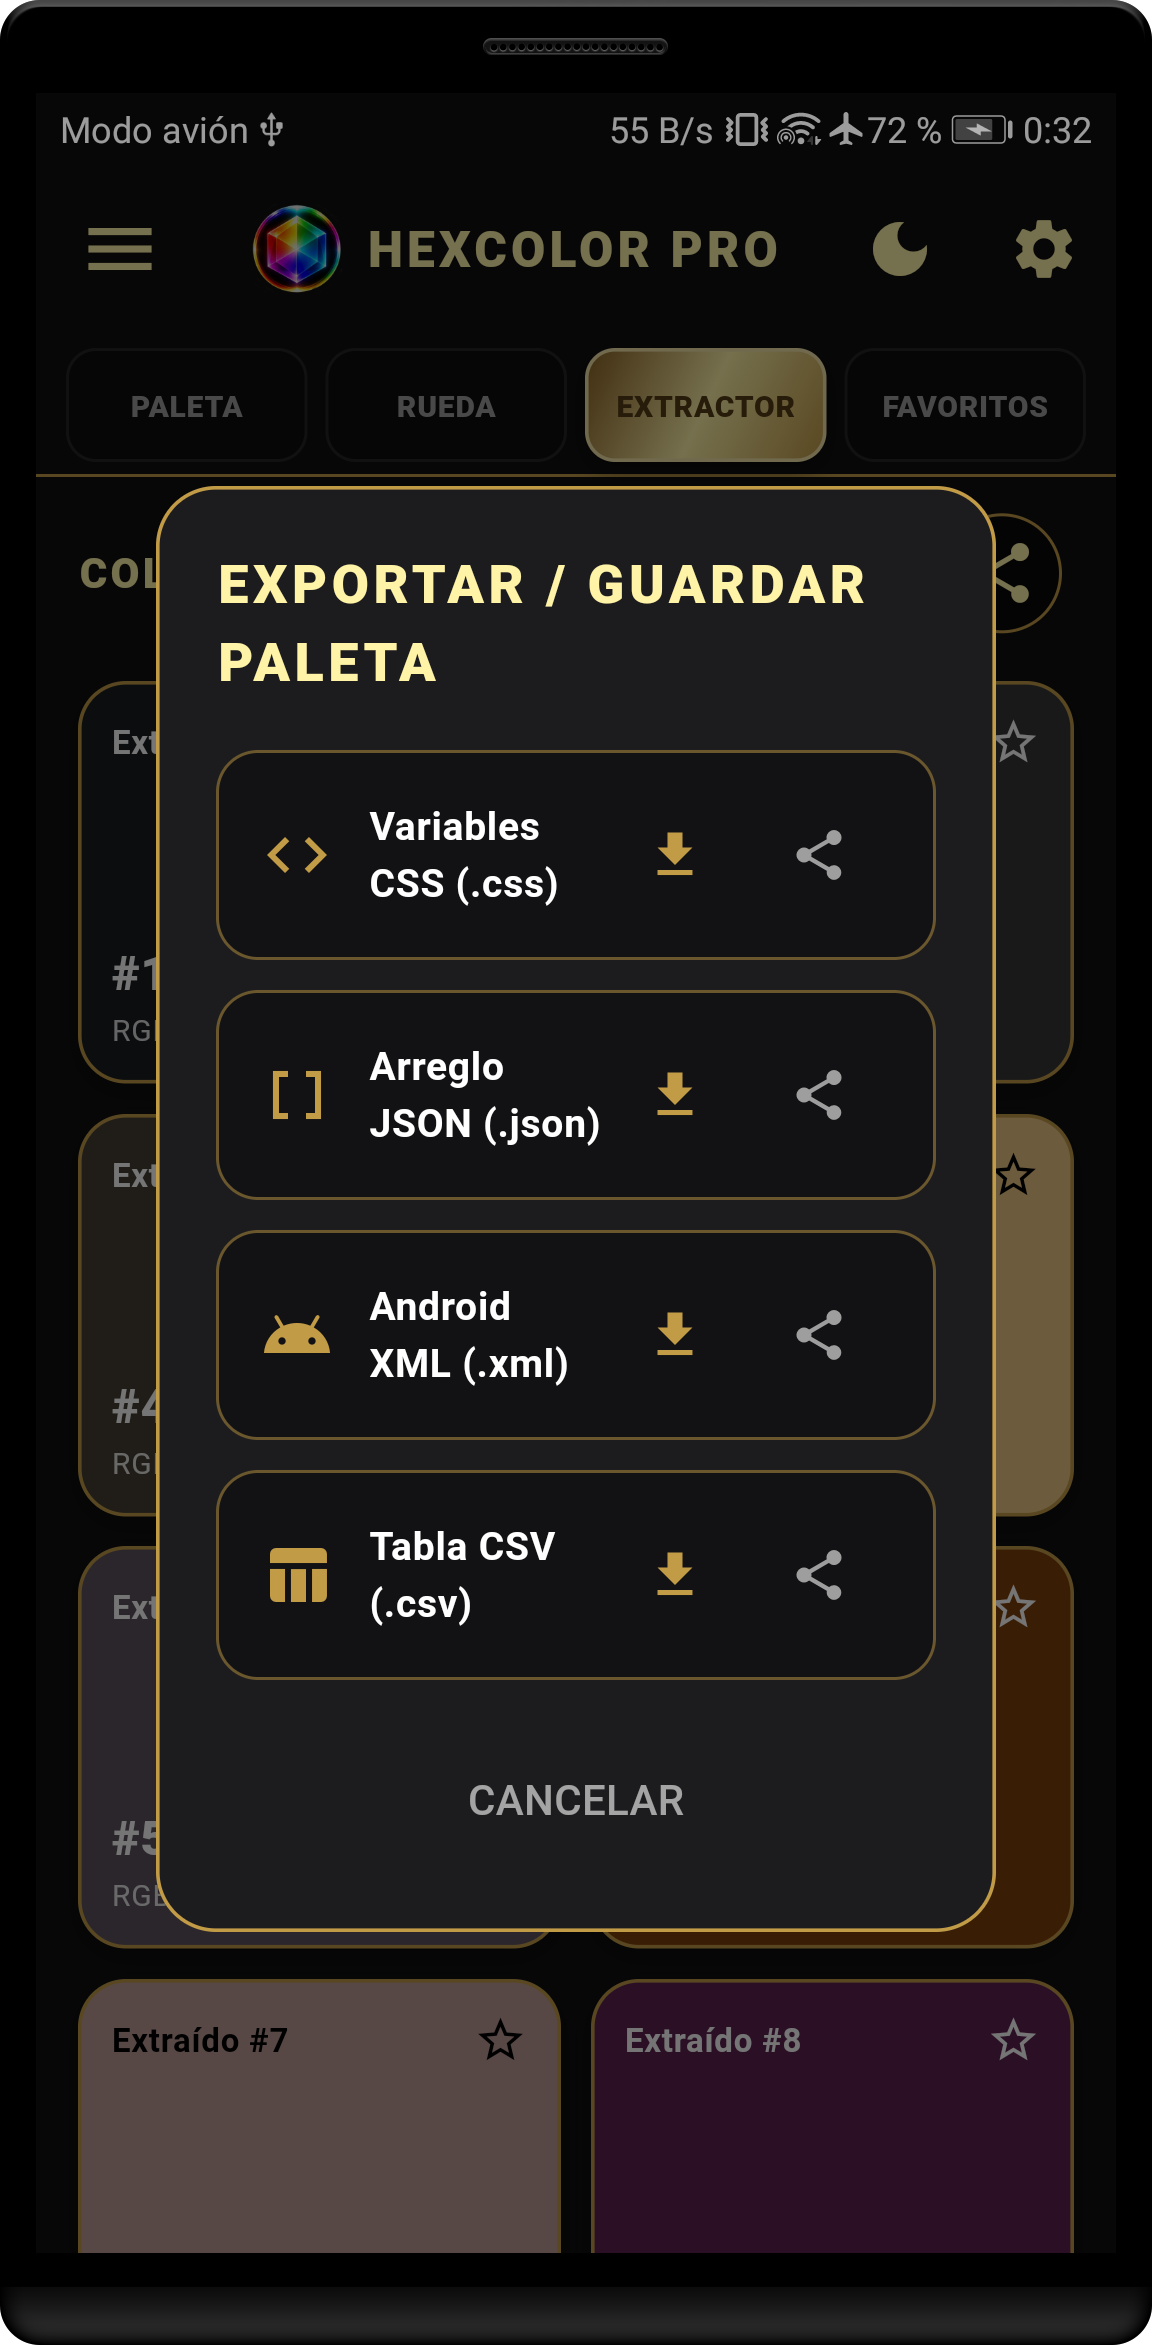 Modo avión 55 B/s 72 % 0:32
HEXCOLOR PRO
PALETA RUEDA EXTRACTOR FAVORITOS
EXPORTAR / GUARDAR
PALETA
Variables
CSS (.css)
Arreglo
JSON (.json)
Android
XML (.xml)
Tabla CSV
(.csv)
CANCELAR
Extraído #7 Extraído #8